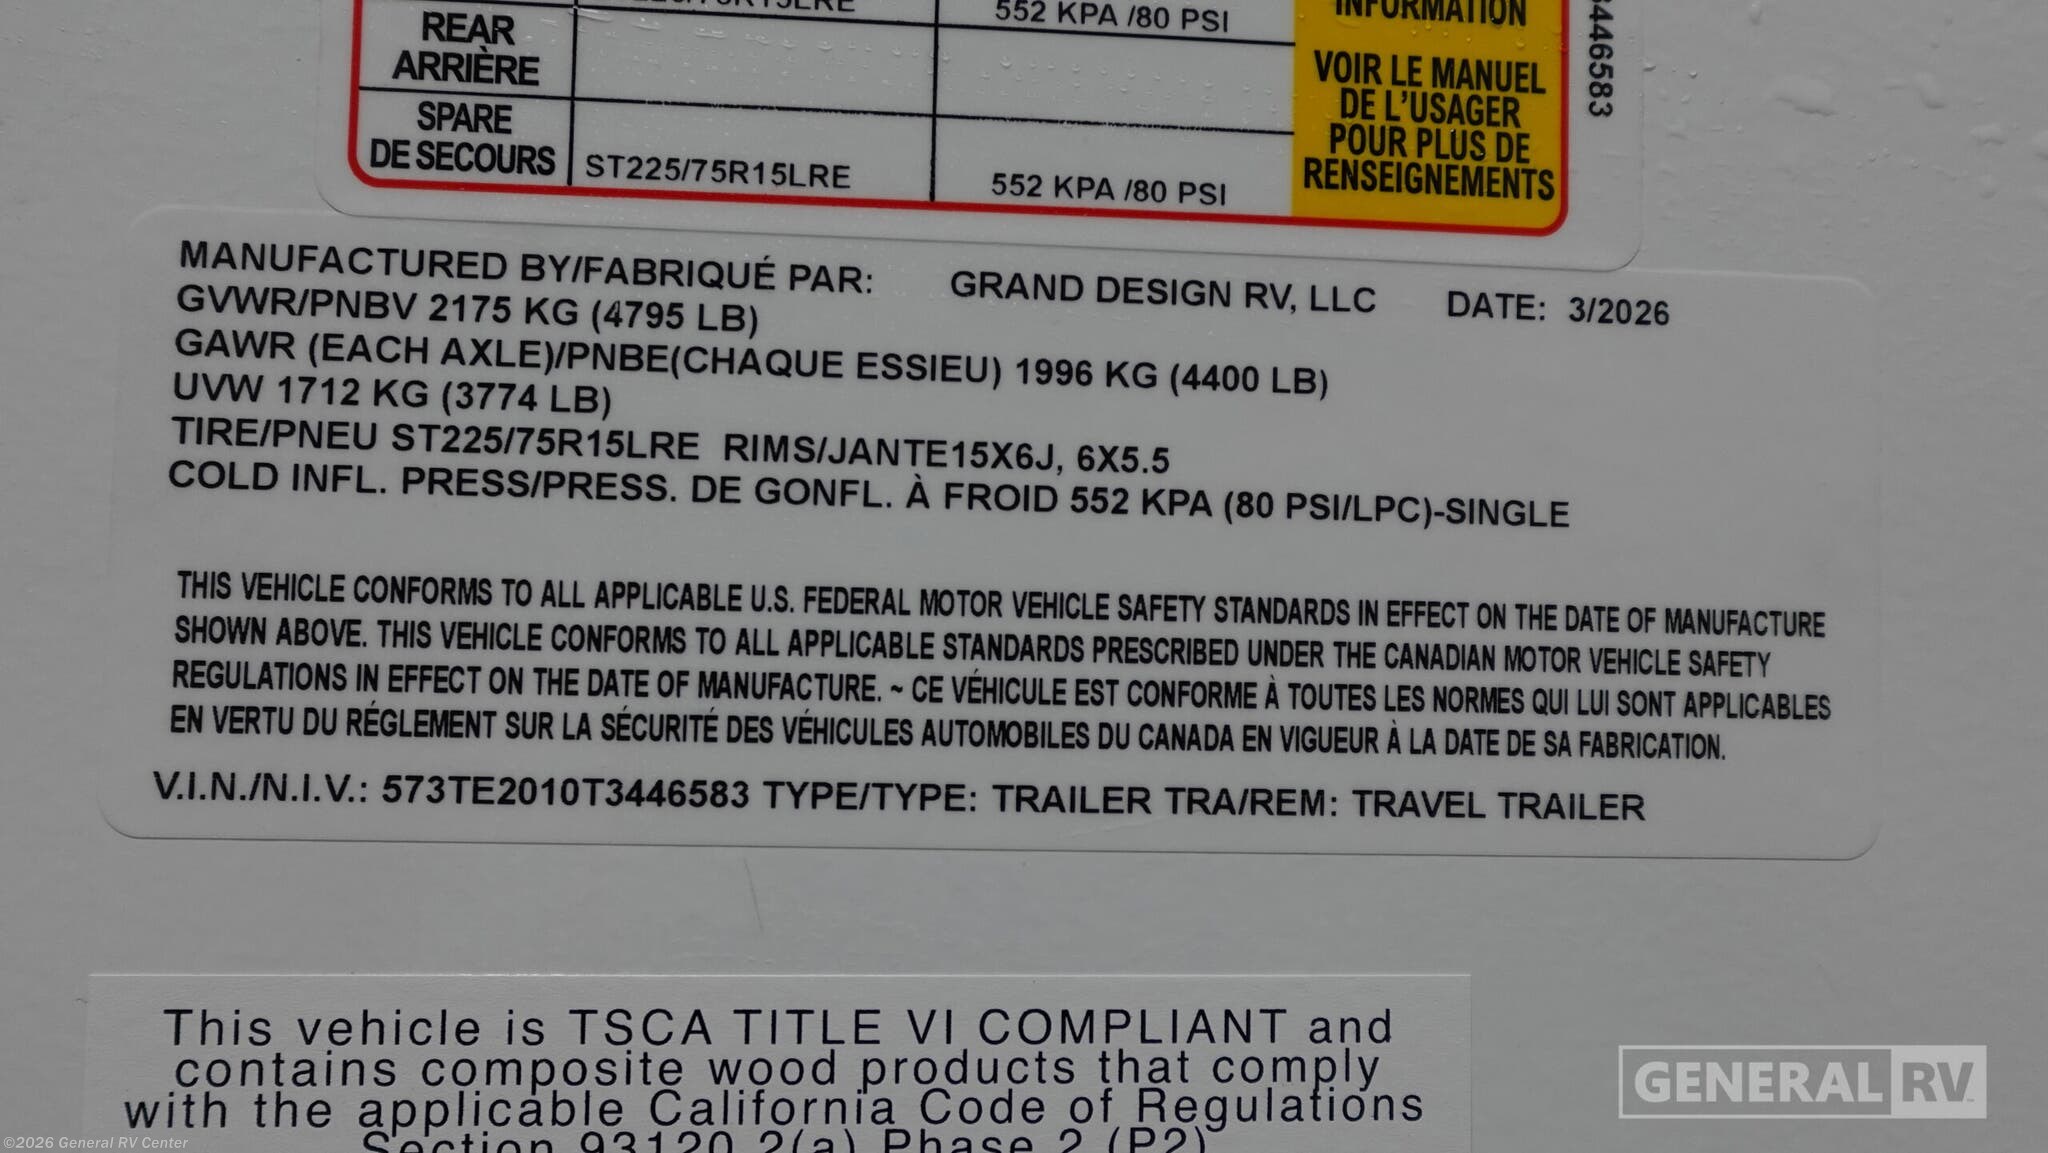 552 KPA /80 PSI
INFORMATION
REAR
ARRIÈRE
VOIR LE MANUEL
DE L'USAGER
POUR PLUS DE
RENSEIGNEMENTS
SPARE
DE SECOURS
ST225/75R15LRE
552 KPA /80 PSI
446583
MANUFACTURED BY/FABRIQUÉ PAR: GRAND DESIGN RV, LLC DATE: 3/2026
GVWR/PNBV 2175 KG (4795 LB)
GAWR (EACH AXLE)/PNBE(CHAQUE ESSIEU) 1996 KG (4400 LB)
UVW 1712 KG (3774 LB)
TIRE/PNEU ST225/75R15LRE RIMS/JANTE15X6J, 6X5.5
COLD INFL. PRESS/PRESS. DE GONFL. À FROID 552 KPA (80 PSI/LPC)-SINGLE
THIS VEHICLE CONFORMS TO ALL APPLICABLE U.S. FEDERAL MOTOR VEHICLE SAFETY STANDARDS IN EFFECT ON THE DATE OF MANUFACTURE
SHOWN ABOVE. THIS VEHICLE CONFORMS TO ALL APPLICABLE STANDARDS PRESCRIBED UNDER THE CANADIAN MOTOR VEHICLE SAFETY
REGULATIONS IN EFFECT ON THE DATE OF MANUFACTURE. ~ CE VÉHICULE EST CONFORME À TOUTES LES NORMES QUI LUI SONT APPLICABLES
EN VERTU DU RÉGLEMENT SUR LA SÉCURITÉ DES VÉHICULES AUTOMOBILES DU CANADA EN VIGUEUR À LA DATE DE SA FABRICATION.
V.I.N./N.I.V.: 573TE2010T3446583 TYPE/TYPE: TRAILER TRA/REM: TRAVEL TRAILER
This vehicle is TSCA TITLE VI COMPLIANT and
contains composite wood products that comply
with the applicable California Code of Regulations
Section 93120.2(a) Phase 2 (P2)
GENERAL RV
©2026 General RV Center